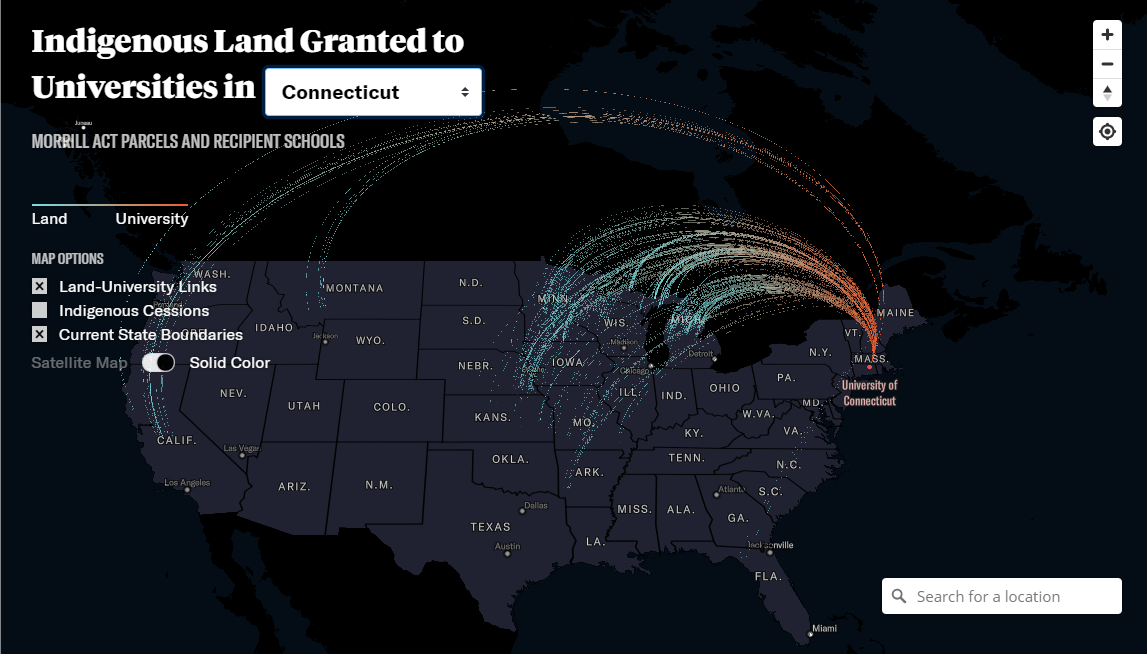 Indigenous Land Granted to
Universities in Connecticut
Juneau
MORRILL ACT PARCELS AND RECIPIENT SCHOOLS
Land University
MAP OPTIONS
Land-University Links
Indigenous Cessions
Current State Boundaries
Satellite Map Solid Color
WASH.
MONTANA
N.D.
MINN.
Portland
ORE.
IDAHO
Jackson
WYO.
S.D.
WIS.
Madison
MICH.
Detroit
MAINE
VT.
N.Y.
MASS.
University of
Connecticut
NEBR.
IOWA
Chicago
NEV.
UTAH
COLO.
KANS.
MO.
ILL.
IND.
OHIO
PA.
MD.
W.VA.
VA.
KY.
CALIF.
Las Vegas
Los Angeles
ARIZ.
N.M.
OKLA.
ARK.
TENN.
N.C.
S.C.
Atlanta
GA.
ALA.
MISS.
Dallas
TEXAS
Austin
LA.
Jacksonville
FLA.
Miami
Search for a location